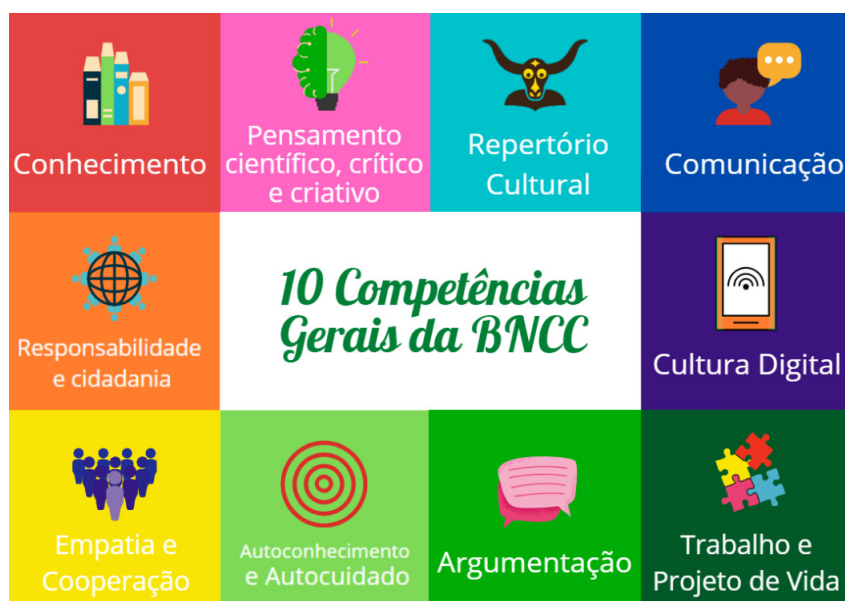 Conhecimento
Pensamento
científico, crítico
e criativo
Repertório
Cultural
Comunicação
Responsabilidade
e cidadania
10 Competências
Gerais da BNCC
Cultura Digital
Empatia e
Cooperação
Autoconhecimento
e Autocuidado
Argumentação
Trabalho e
Projeto de Vida